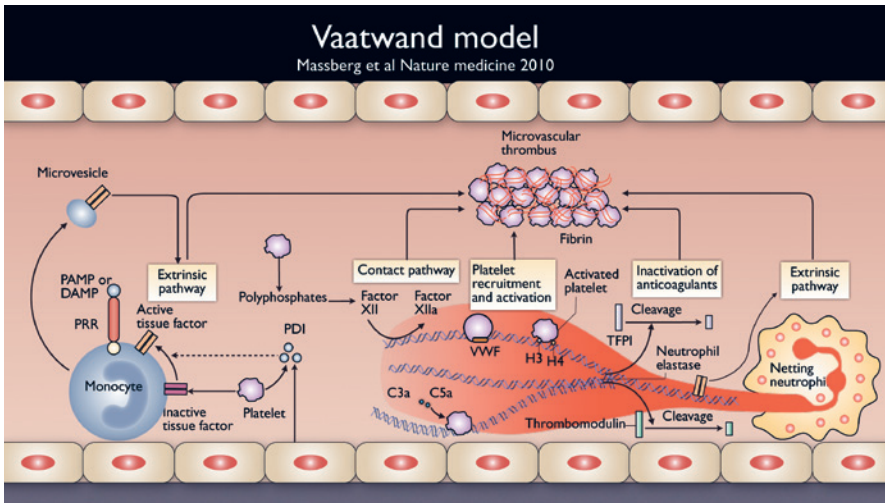 Vaatwand model
Massberg et al Nature medicine 2010
Microvascular
thrombus
Microvesicle
Fibrin
PAMP or
DAMP
Extrinsic
pathway
Contact pathway
Platelet
recruitment
and activation
Activated
platelet
Inactivation of
anticoagulants
Extrinsic
pathway
Polyphosphates
Factor
XII
Factor
XIIa
Cleavage
PRR
Active
tissue factor
PDI
VWF
H3
H4
TFPI
Neutrophil
elastase
Netting
neutrophi
Monocyte
C3a
C5a
Inactive
tissue factor
Platelet
Thrombomodulin
Cleavage